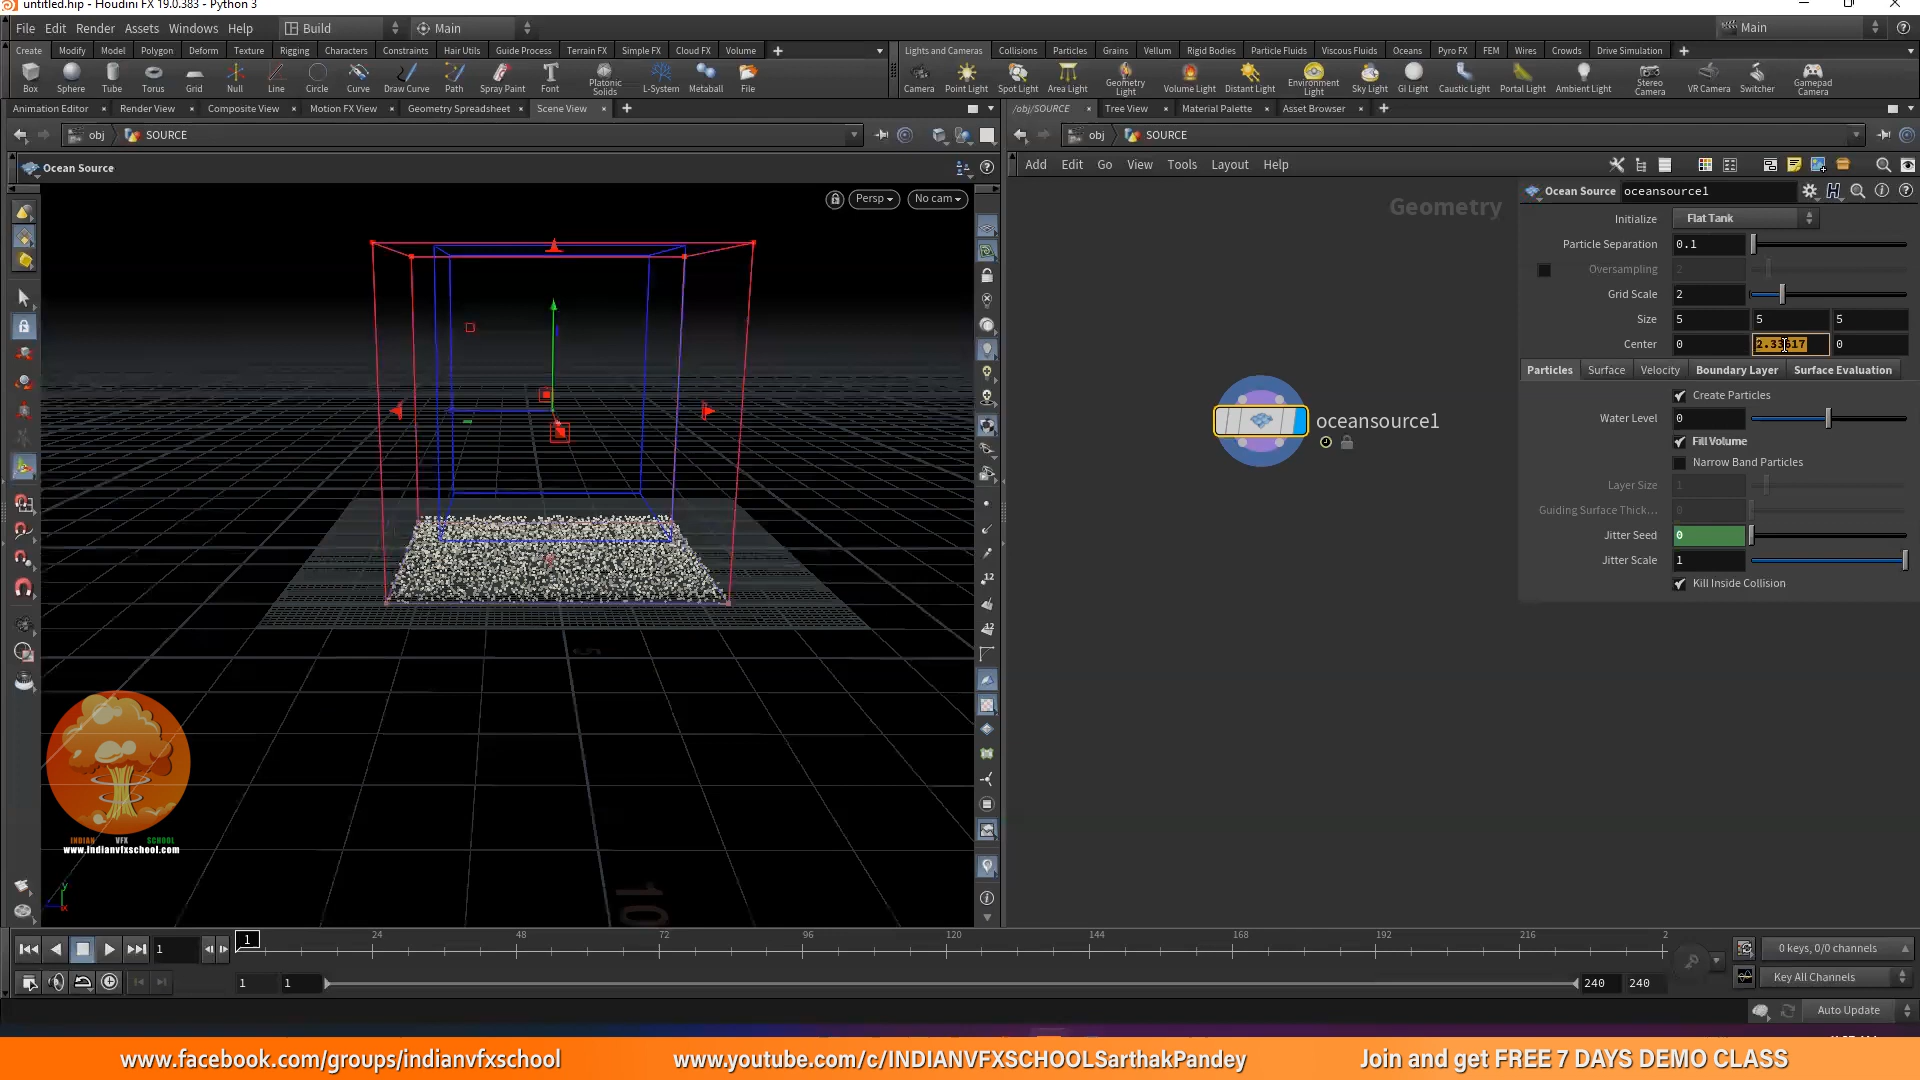 untitled.hip - Houdini FX 19.0.383 - Python 3
File Edit Render Assets Windows Help Build Main Main
Create Modify Model Polygon Deform Texture Rigging Characters Constraints Hair Utils Guide Process Terrain FX Simple FX Cloud FX Volume
Lights and Cameras Collisions Particles Grains Vellum Rigid Bodies Particle Fluids Viscous Fluids Oceans Pyro FX FEM Wires Crowds Drive Simulation
Box Sphere Tube Torus Grid Null Line Circle Curve Draw Curve Path Spray Paint Font Platonic Solids L-System Metaball File
Camera Point Light Spot Light Area Light Geometry Light Volume Light Distant Light Environment Light Sky Light GI Light Caustic Light Portal Light Ambient Light Stereo Camera VR Camera Switcher Gamepad Camera
Animation Editor Render View Composite View Motion FX View Geometry Spreadsheet Scene View
/obj/SOURCE Tree View Material Palette Asset Browser
obj SOURCE
obj SOURCE
Ocean Source
Add Edit Go View Tools Layout Help
Persp No cam
Geometry
Ocean Source oceansource1
Initialize Flat Tank
Particle Separation 0.1
Oversampling 2
Grid Scale 2
Size 5 5 5
Center 0 2.33617 0
Particles Surface Velocity Boundary Layer Surface Evaluation
Create Particles
Water Level 0
Fill Volume
Narrow Band Particles
Layer Size 1
Guiding Surface Thick... 0
Jitter Seed 0
Jitter Scale 1
Kill Inside Collision
oceansource1
5
10
12
12
INDIAN VFX SCHOOL
www.indianvfxschool.com
y
x
1
1 24 48 72 96 120 144 168 192 216 2
0 keys, 0/0 channels
1 1 240 240
Key All Channels
Auto Update
www.facebook.com/groups/indianvfxschool
www.youtube.com/c/INDIANVFXSCHOOLSarthakPandey
Join and get FREE 7 DAYS DEMO CLASS